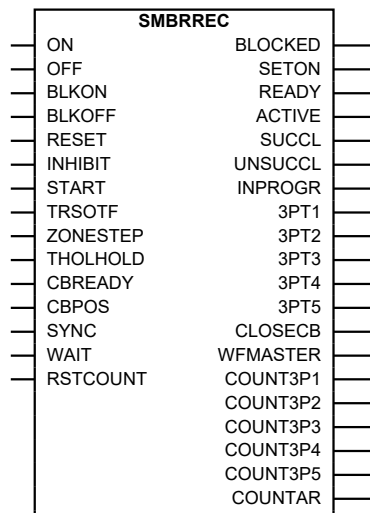 SMBRREC
ON BLOCKED
OFF SETON
BLKON READY
BLKOFF ACTIVE
RESET SUCCL
INHIBIT UNSUCCL
START INPROGR
TRSOTF 3PT1
ZONESTEP 3PT2
THOLHOLD 3PT3
CBREADY 3PT4
CBPOS 3PT5
SYNC CLOSECB
WAIT WFMASTER
RSTCOUNT COUNT3P1
COUNT3P2
COUNT3P3
COUNT3P4
COUNT3P5
COUNTAR